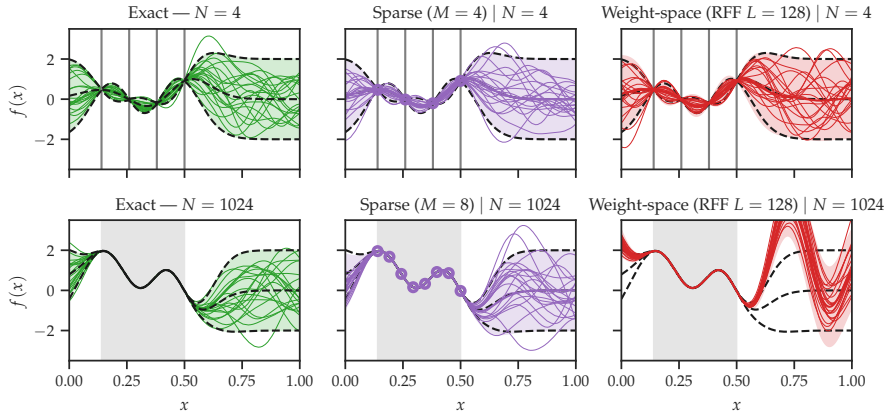 Exact — N = 4
Sparse (M = 4) | N = 4
Weight-space (RFF L = 128) | N = 4
f(x)
2
0
−2
Exact — N = 1024
Sparse (M = 8) | N = 1024
Weight-space (RFF L = 128) | N = 1024
f(x)
2
0
−2
0.00 0.25 0.50 0.75 1.00
0.00 0.25 0.50 0.75 1.00
0.00 0.25 0.50 0.75 1.00
x
x
x